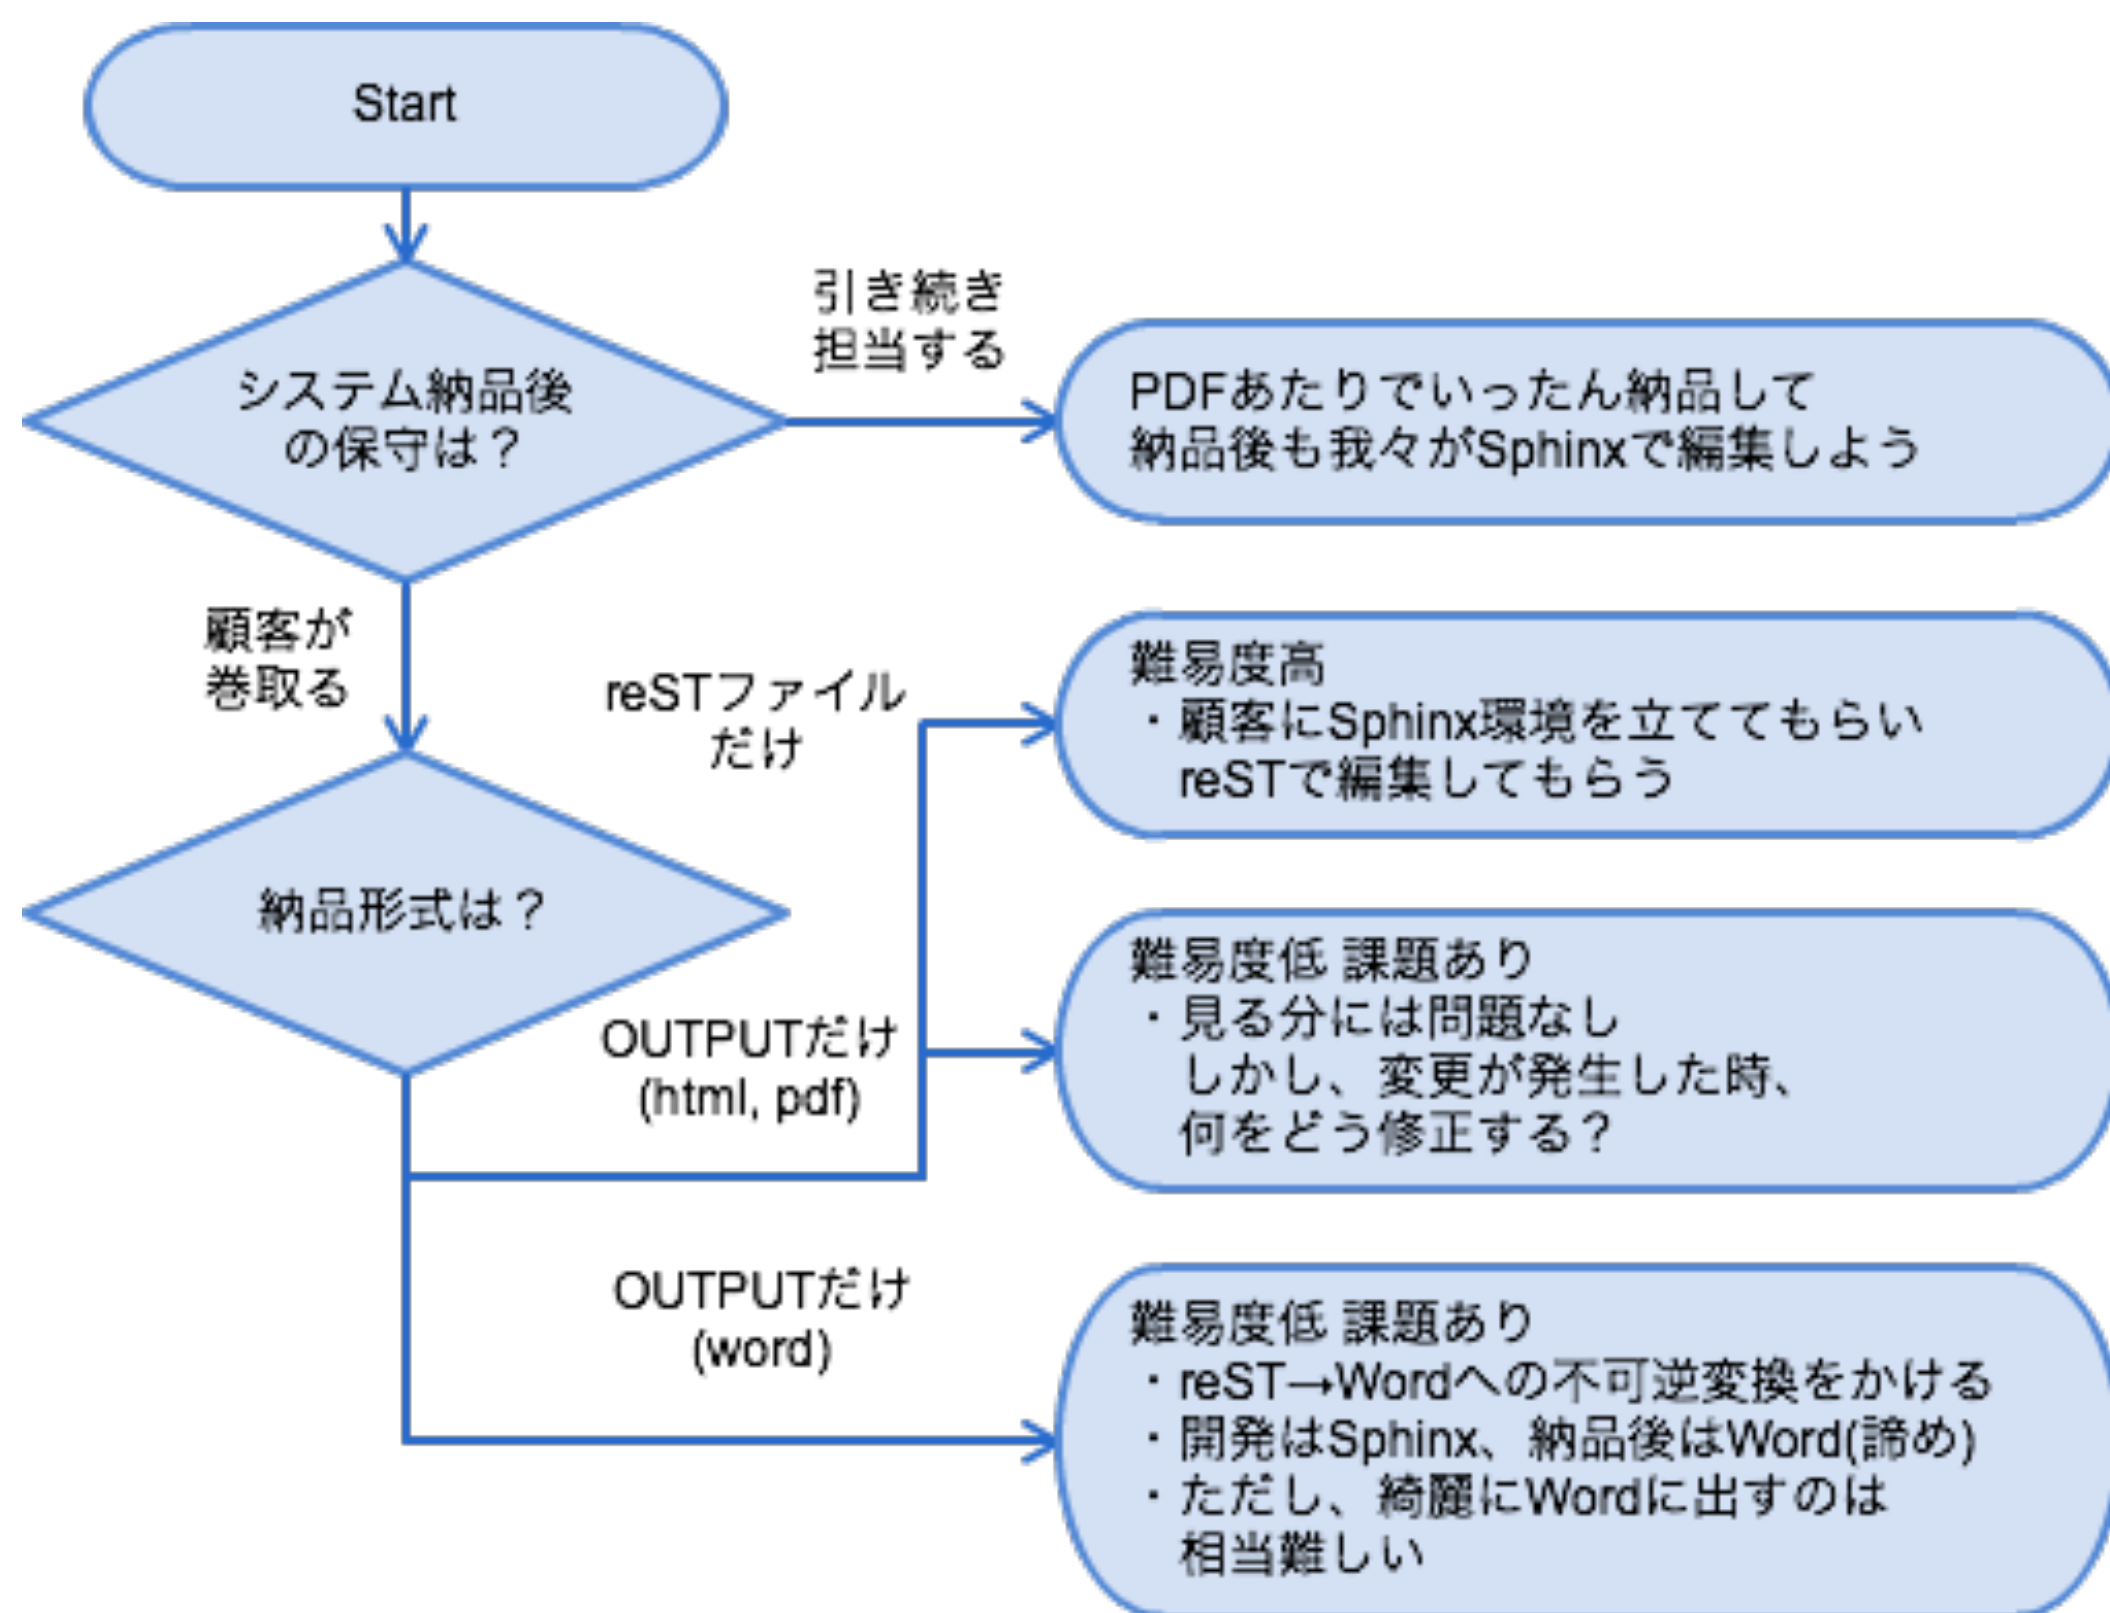 Start
引き続き
担当する
システム納品後
の保守は？
PDFあたりでいったん納品して
納品後も我々がSphinxで編集しよう
顧客が
巻取る
reSTファイル
だけ
難易度高
・顧客にSphinx環境を立ててもらい
reSTで編集してもらう
納品形式は？
OUTPUTだけ
(html, pdf)
難易度低 課題あり
・見る分には問題なし
しかし、変更が発生した時、
何をどう修正する？
OUTPUTだけ
(word)
難易度低 課題あり
・reST→Wordへの不可逆変換をかける
・開発はSphinx、納品後はWord(諦め)
・ただし、綺麗にWordに出すのは
相当難しい